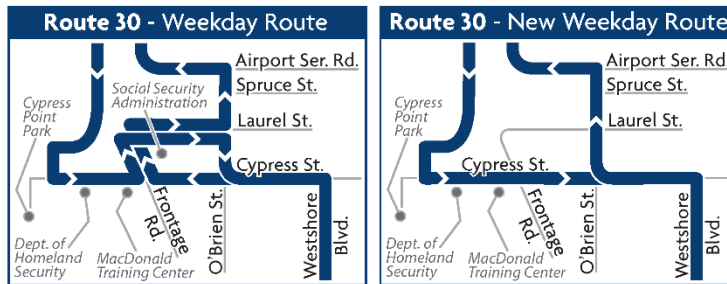 Route 30 - Weekday Route
Airport Ser. Rd.
Spruce St.
Social Security
Administration
Cypress
Point
Park
Laurel St.
Cypress St.
Frontage
Rd.
O'Brien St.
Westshore
Blvd.
Dept. of
Homeland
Security
MacDonald
Training Center
Route 30 - New Weekday Route
Airport Ser. Rd.
Spruce St.
Cypress
Point
Park
Laurel St.
Cypress St.
Frontage
Rd.
O'Brien St.
Westshore
Blvd.
Dept. of
Homeland
Security
MacDonald
Training Center